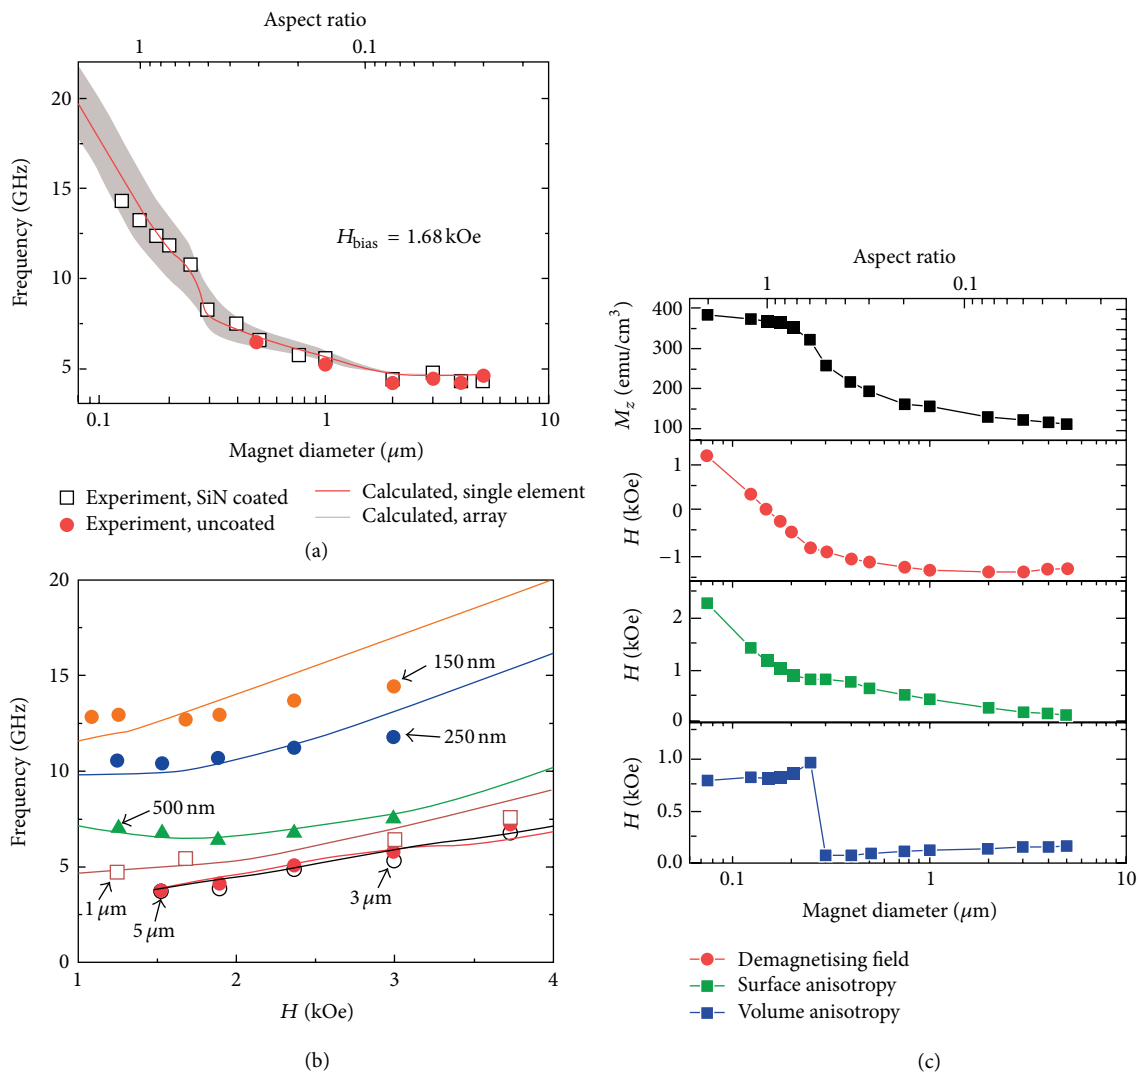 Aspect ratio
1 0.1
20
15
10
5
Frequency (GHz)
H_bias = 1.68 kOe
0.1 1 10
Magnet diameter (μm)
Experiment, SiN coated
Experiment, uncoated
Calculated, single element
Calculated, array
(a)
20
15
10
5
0
Frequency (GHz)
150 nm
250 nm
500 nm
1 μm
5 μm
3 μm
1 2 3 4
H (kOe)
(b)
Aspect ratio
1 0.1
400
300
200
100
M_z (emu/cm³)
1
0
−1
H (kOe)
2
1
0
H (kOe)
1.0
0.5
0.0
H (kOe)
0.1 1 10
Magnet diameter (μm)
Demagnetising field
Surface anisotropy
Volume anisotropy
(c)